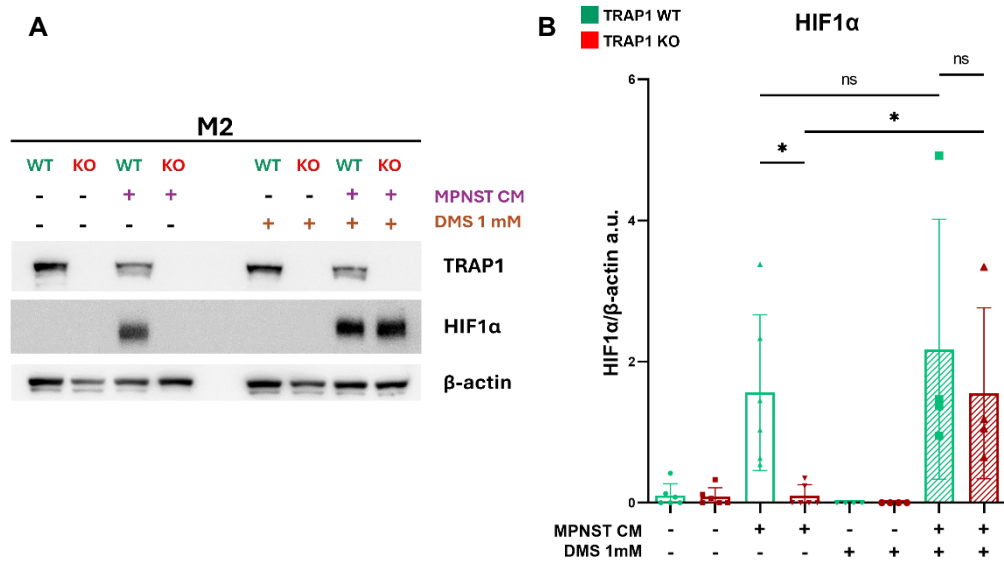 A
M2
WT KO WT KO WT KO WT KO
- - + + - - + + MPNST CM
- - - - + + + + DMS 1 mM
TRAP1
HIF1α
β-actin
B
TRAP1 WT
TRAP1 KO
HIF1α
HIF1α/β-actin a.u.
6
4
2
0
ns
ns
*
*
MPNST CM - - + + - - + +
DMS 1mM - - - - + + + +